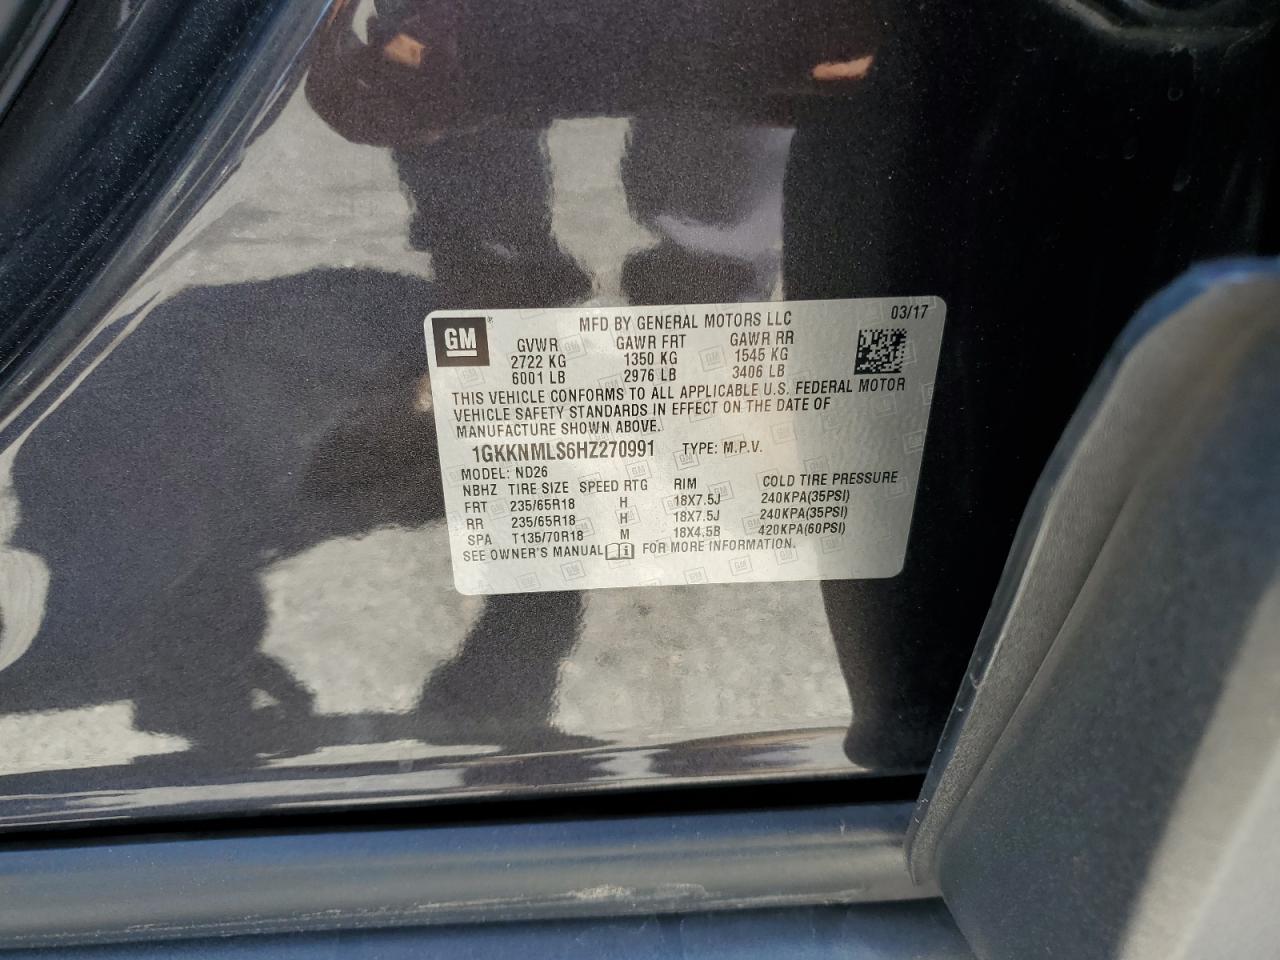 GM®
MFD BY GENERAL MOTORS LLC 03/17
GVWR GAWR FRT GAWR RR
2722 KG 1350 KG 1545 KG
6001 LB 2976 LB 3406 LB
THIS VEHICLE CONFORMS TO ALL APPLICABLE U.S. FEDERAL MOTOR
VEHICLE SAFETY STANDARDS IN EFFECT ON THE DATE OF
MANUFACTURE SHOWN ABOVE.
1GKKNMLS6HZ270991 TYPE: M.P.V.
MODEL: ND26
NBHZ TIRE SIZE SPEED RTG RIM COLD TIRE PRESSURE
FRT 235/65R18 H 18X7.5J 240KPA(35PSI)
RR 235/65R18 H 18X7.5J 240KPA(35PSI)
SPA T135/70R18 M 18X4.5B 420KPA(60PSI)
SEE OWNER'S MANUAL FOR MORE INFORMATION.